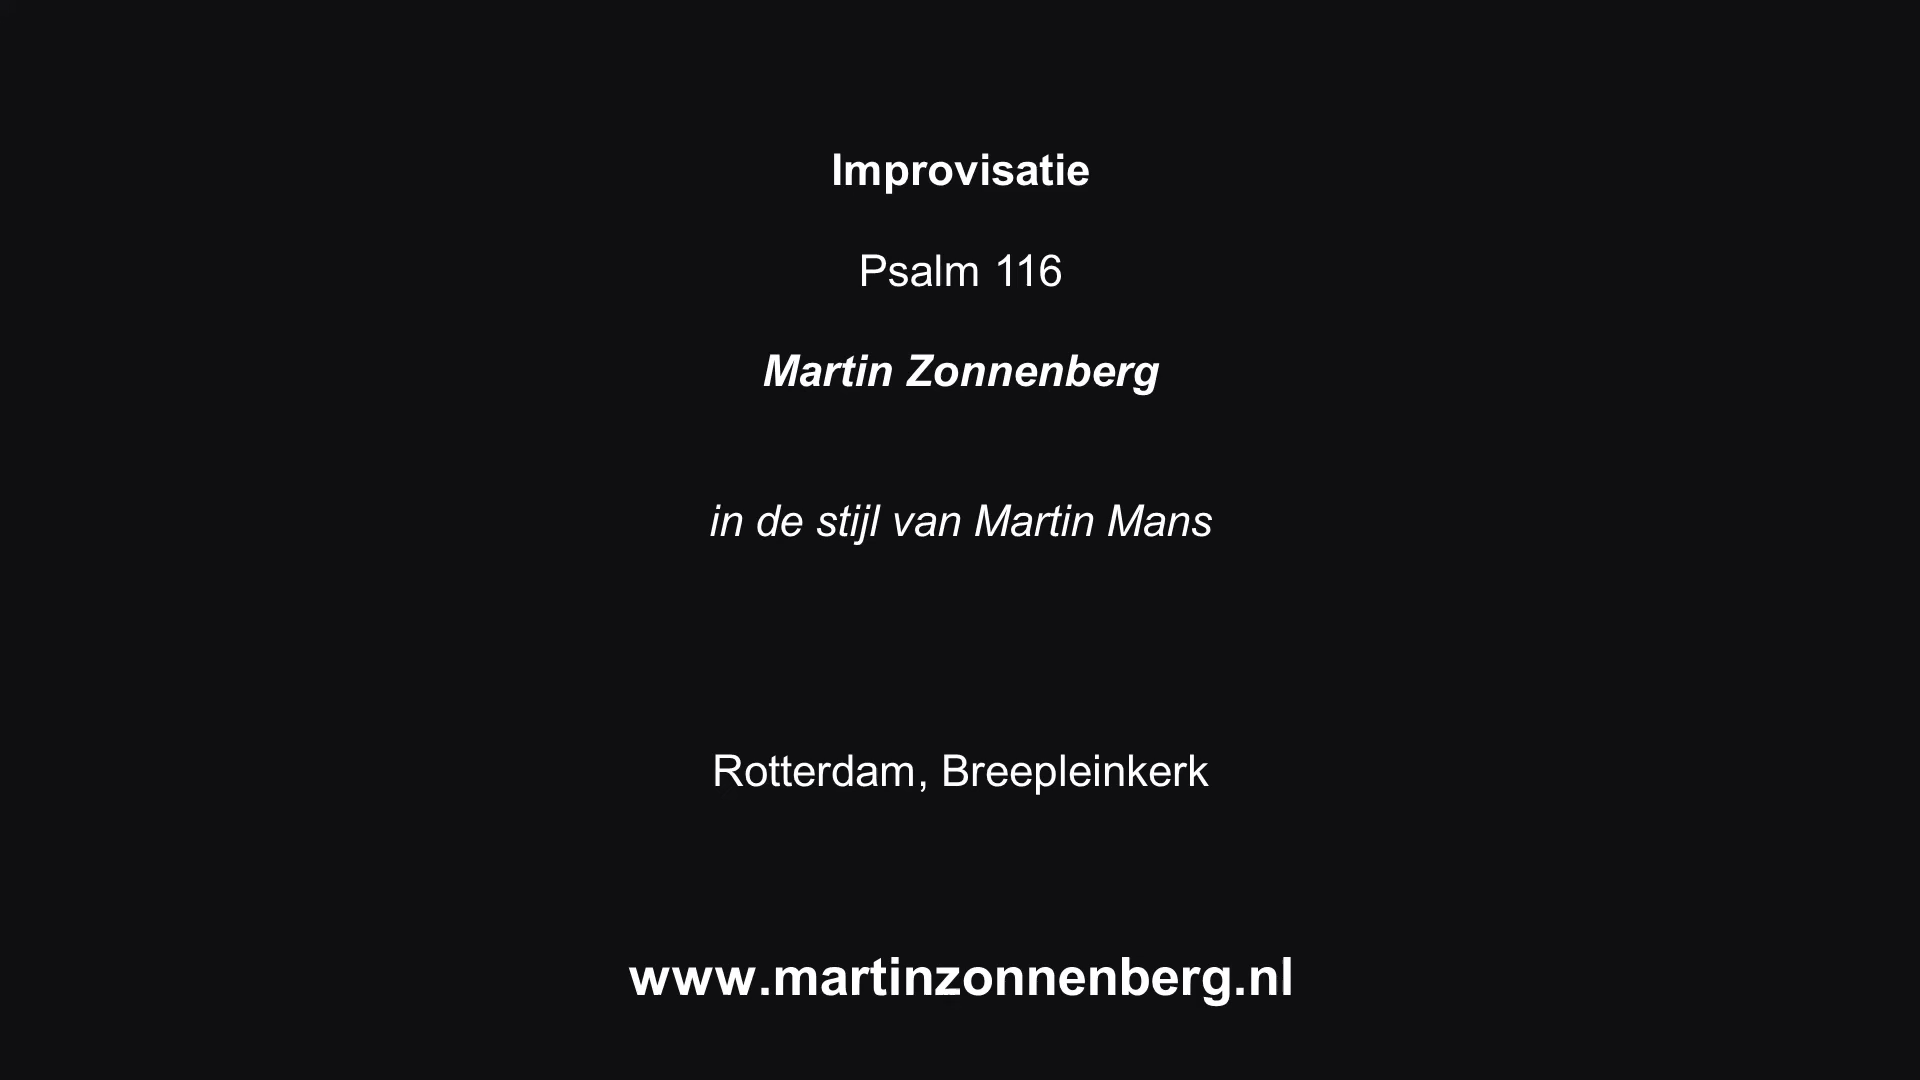 Improvisatie
Psalm 116
Martin Zonnenberg
in de stijl van Martin Mans
Rotterdam, Breepleinkerk
www.martinzonnenberg.nl